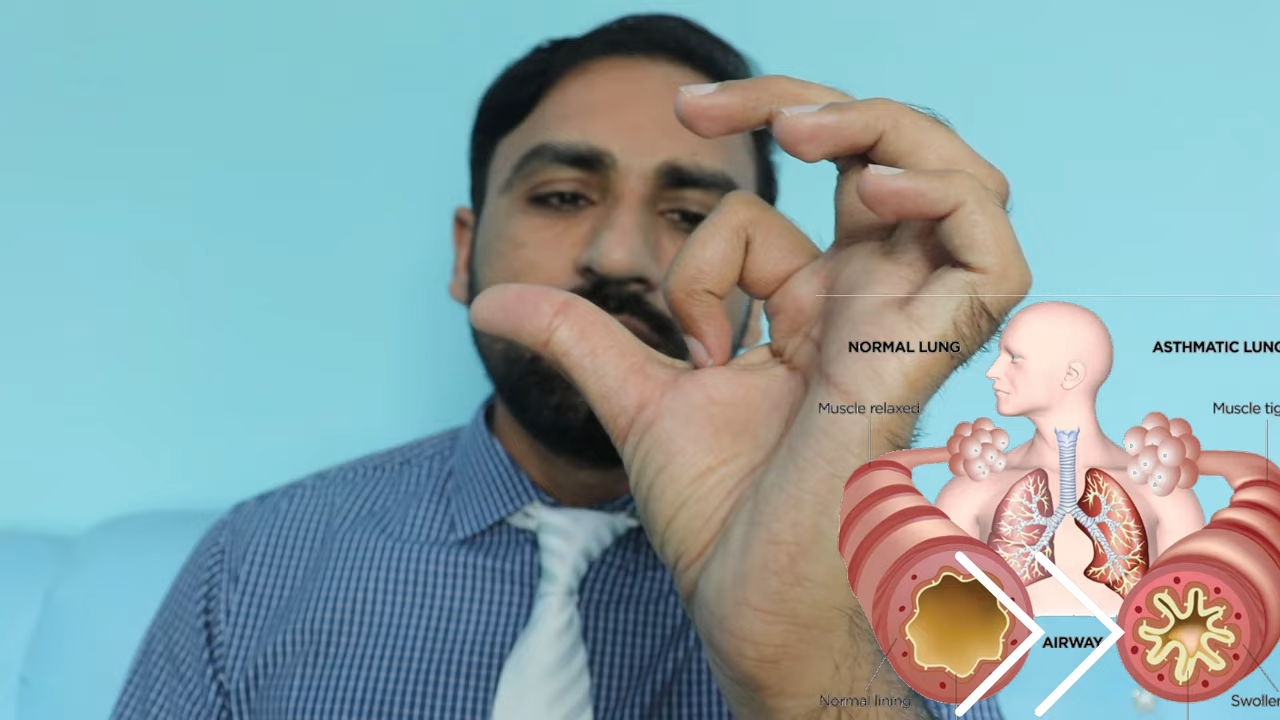 NORMAL LUNG
ASTHMATIC LUNG
Muscle relaxed
Muscle tig
AIRWAY
Normal lining
Swolle